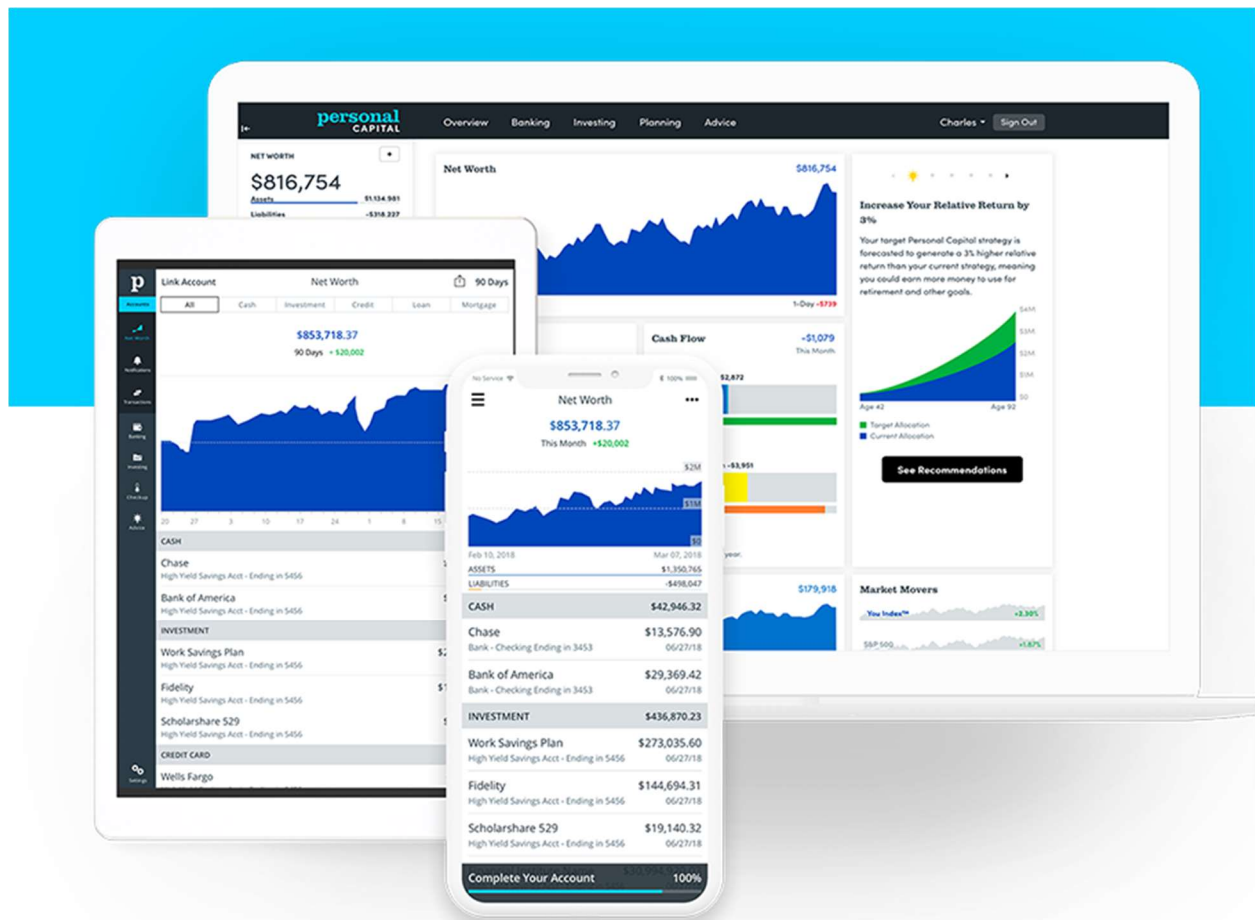 personal
CAPITAL
Overview Banking Investing Planning Advice
Charles Sign Out
NET WORTH
$816,754
Assets $1,134,981
Liabilities -$318,227
Net Worth $816,754
1-Day -$739
Cash Flow -$1,079
This Month
$2,872
-$3,951
year.
$179,918
Increase Your Relative Return by
3%
Your target Personal Capital strategy is
forecasted to generate a 3% higher relative
return than your current strategy, meaning
you could earn more money to use for
retirement and other goals.
$4M
$3M
$2M
$1M
$0
Age 42 Age 92
Target Allocation
Current Allocation
See Recommendations
Market Movers
You Index™ +2.30%
S&P 500 +1.87%
p
Accounts
Net Worth
Notifications
Transactions
Banking
Investing
Checkup
Advice
Settings
Link Account Net Worth 90 Days
All Cash Investment Credit Loan Mortgage
$853,718.37
90 Days + $20,002
20 27 3 10 17 24 1 8 15
CASH
Chase
High Yield Savings Acct - Ending in 5456
Bank of America
High Yield Savings Acct - Ending in 5456
INVESTMENT
Work Savings Plan
High Yield Savings Acct - Ending in 5456
Fidelity
High Yield Savings Acct - Ending in 5456
Scholarshare 529
High Yield Savings Acct - Ending in 5456
CREDIT CARD
Wells Fargo
No Service 100%
Net Worth
$853,718.37
This Month +$20,002
$2M
$1M
$0
Feb 10, 2018 Mar 07, 2018
ASSETS $1,350,765
LIABILITIES -$498,047
CASH $42,946.32
Chase $13,576.90
Bank - Checking Ending in 3453 06/27/18
Bank of America $29,369.42
Bank - Checking Ending in 3453 06/27/18
INVESTMENT $436,870.23
Work Savings Plan $273,035.60
High Yield Savings Acct - Ending in 5456 06/27/18
Fidelity $144,694.31
High Yield Savings Acct - Ending in 5456 06/27/18
Scholarshare 529 $19,140.32
High Yield Savings Acct - Ending in 5456 06/27/18
Complete Your Account 100%